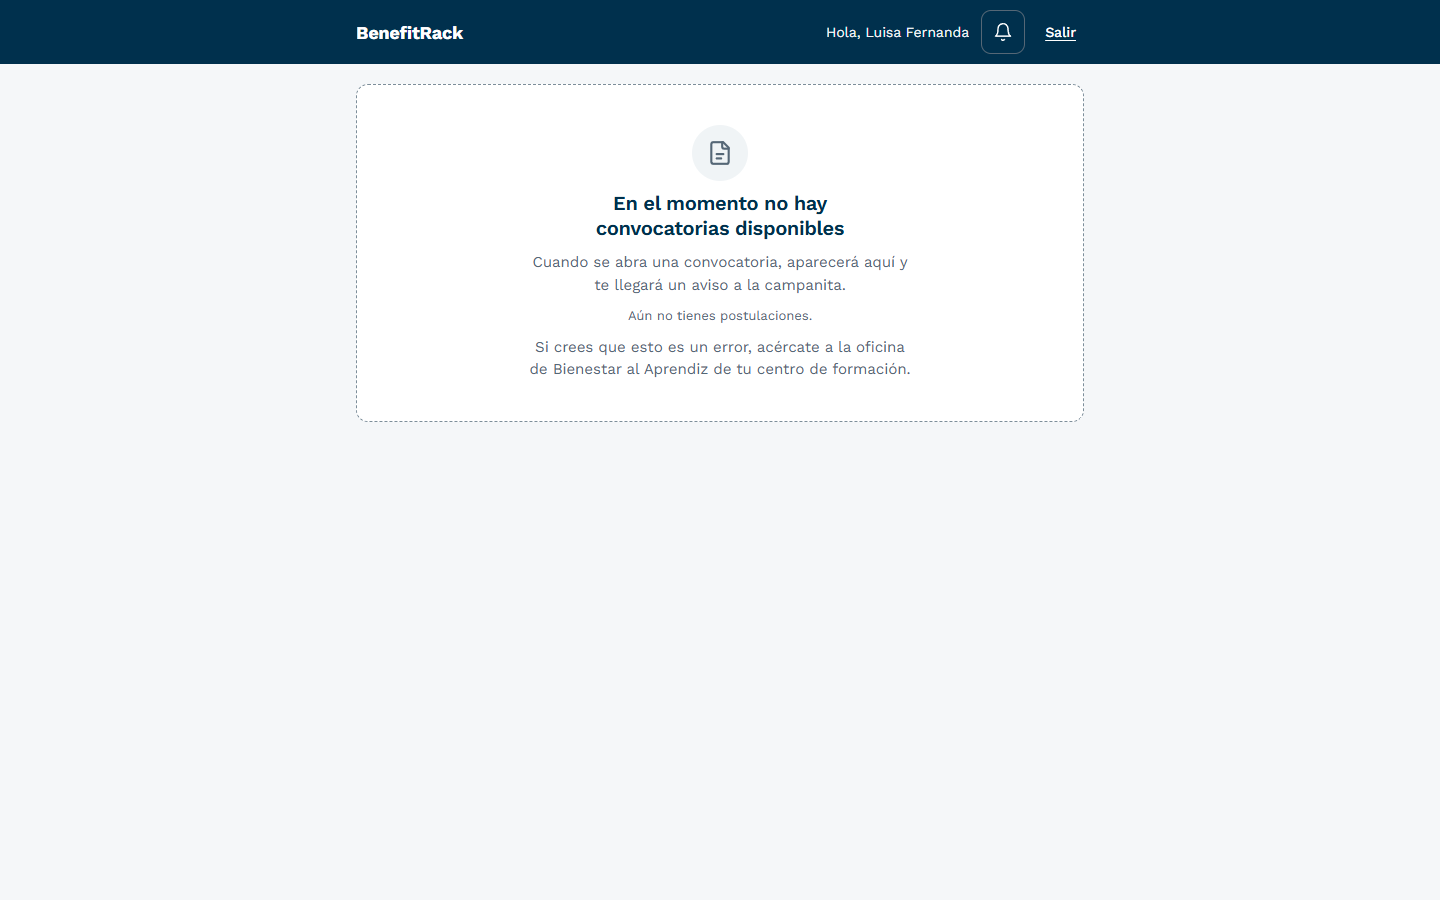 BenefitRack
Hola, Luisa Fernanda
Salir
En el momento no hay
convocatorias disponibles
Cuando se abra una convocatoria, aparecerá aquí y
te llegará un aviso a la campanita.
Aún no tienes postulaciones.
Si crees que esto es un error, acércate a la oficina
de Bienestar al Aprendiz de tu centro de formación.